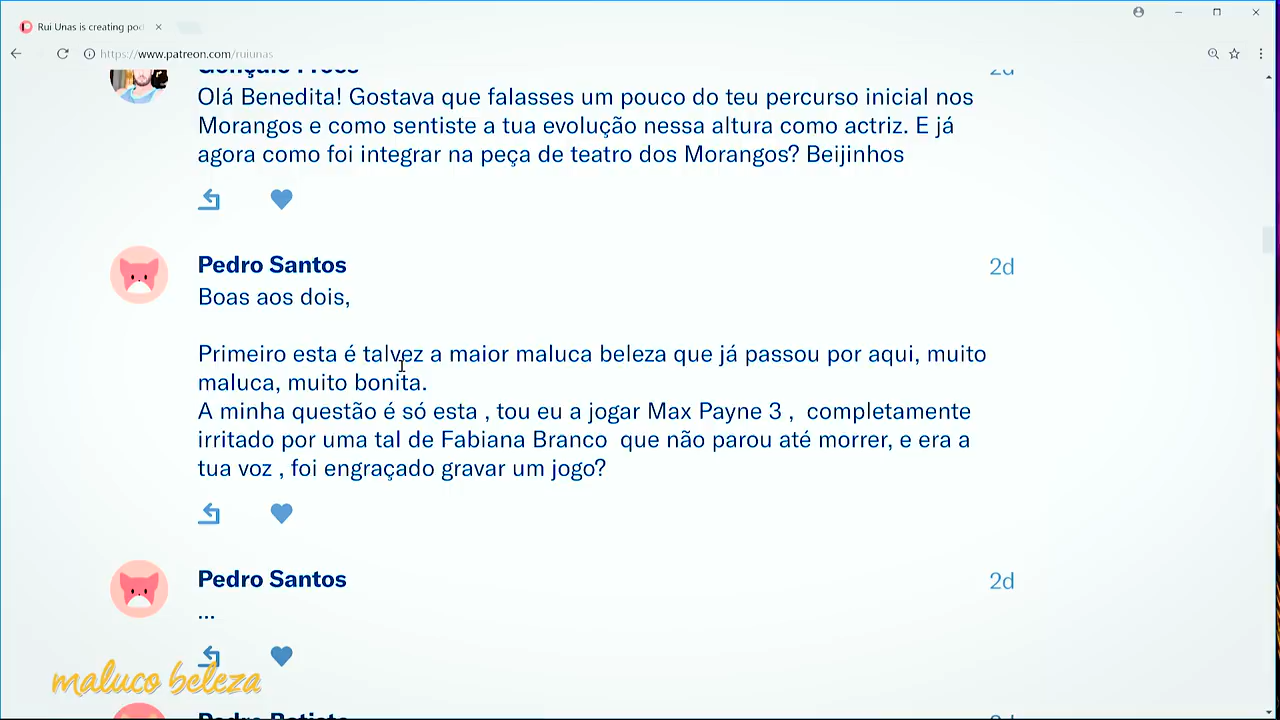 Rui Unas is creating pod
https://www.patreon.com/ruiunas
2d
Olá Benedita! Gostava que falasses um pouco do teu percurso inicial nos
Morangos e como sentiste a tua evolução nessa altura como actriz. E já
agora como foi integrar na peça de teatro dos Morangos? Beijinhos
Pedro Santos
2d
Boas aos dois,
Primeiro esta é talvez a maior maluca beleza que já passou por aqui, muito
maluca, muito bonita.
A minha questão é só esta , tou eu a jogar Max Payne 3 ,  completamente
irritado por uma tal de Fabiana Branco  que não parou até morrer, e era a
tua voz , foi engraçado gravar um jogo?
Pedro Santos
2d
...
maluco beleza
Pedro Batista